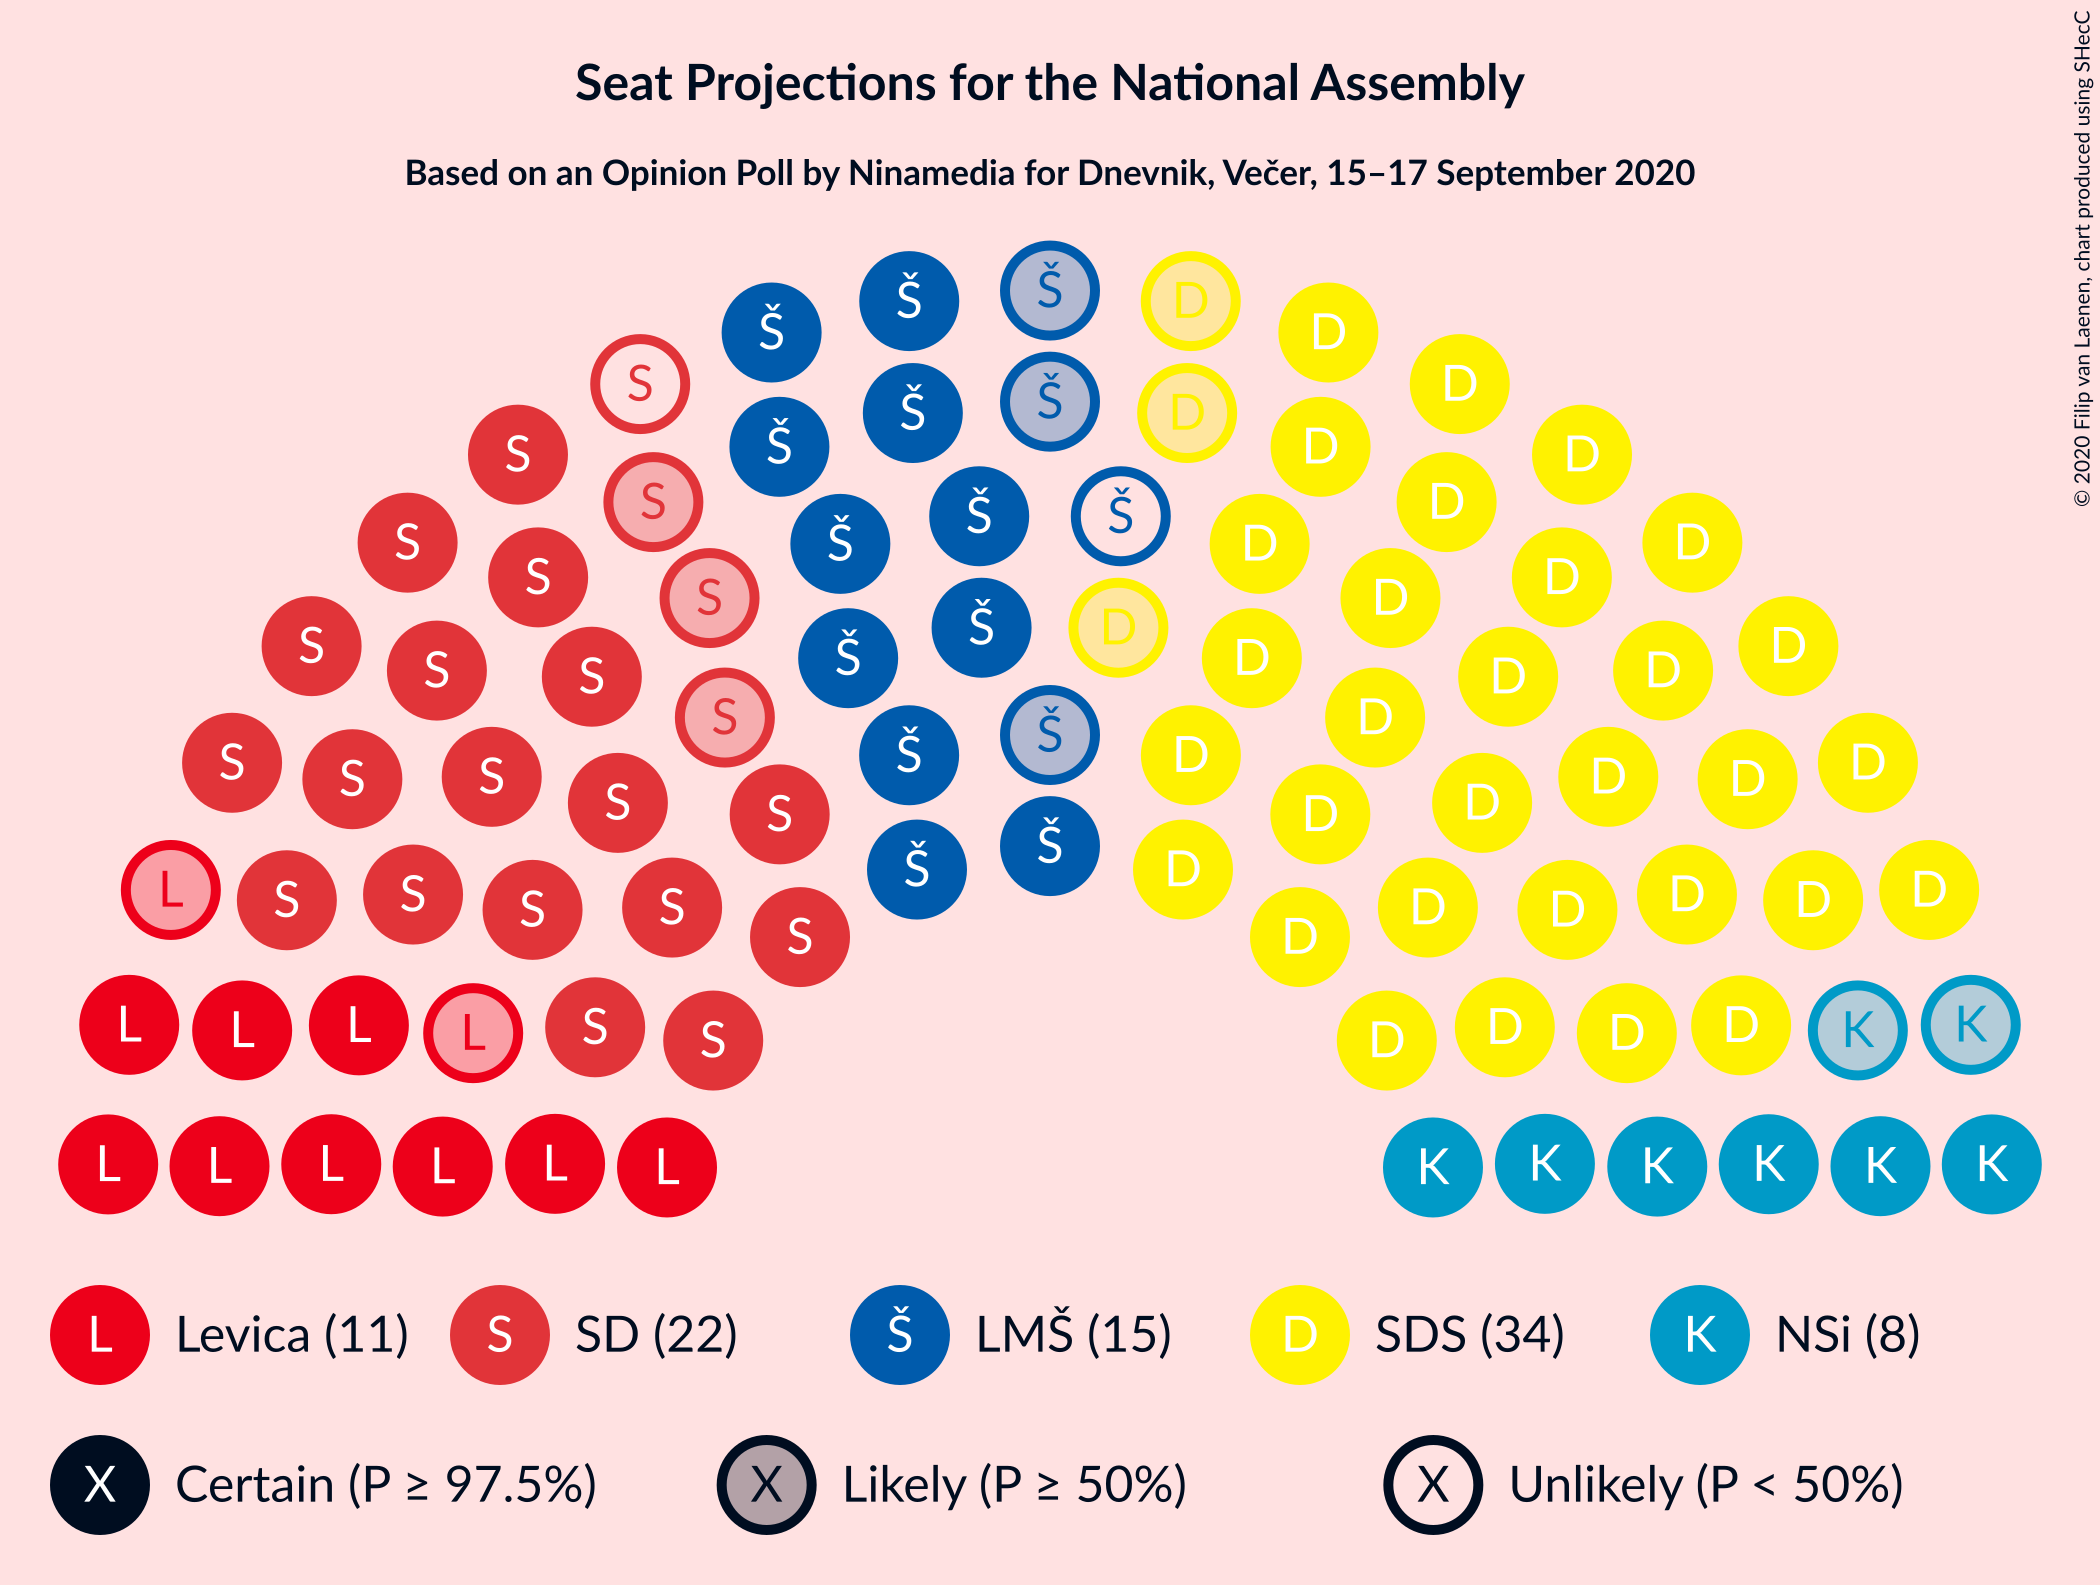 Seat Projections for the National Assembly
Based on an Opinion Poll by Ninamedia for Dnevnik, Večer, 15–17 September 2020
© 2020 Filip van Laenen, chart produced using SHecC
Š
Š Š Š D D
S Š Š D D
S Š Š D D
S S Š Š D D
S S Š Š D D D
S S Š D D D
S S S Š D D D
S S S S Š D D D D
S S S S Š D D D D
L S S S S S Š Š D D D D D D
L L L L S S D D D D K K
L L L L L L K K K K K K
L Levica (11) S SD (22) Š LMŠ (15) D SDS (34) K NSi (8)
X Certain (P ≥ 97.5%) X Likely (P ≥ 50%) X Unlikely (P < 50%)